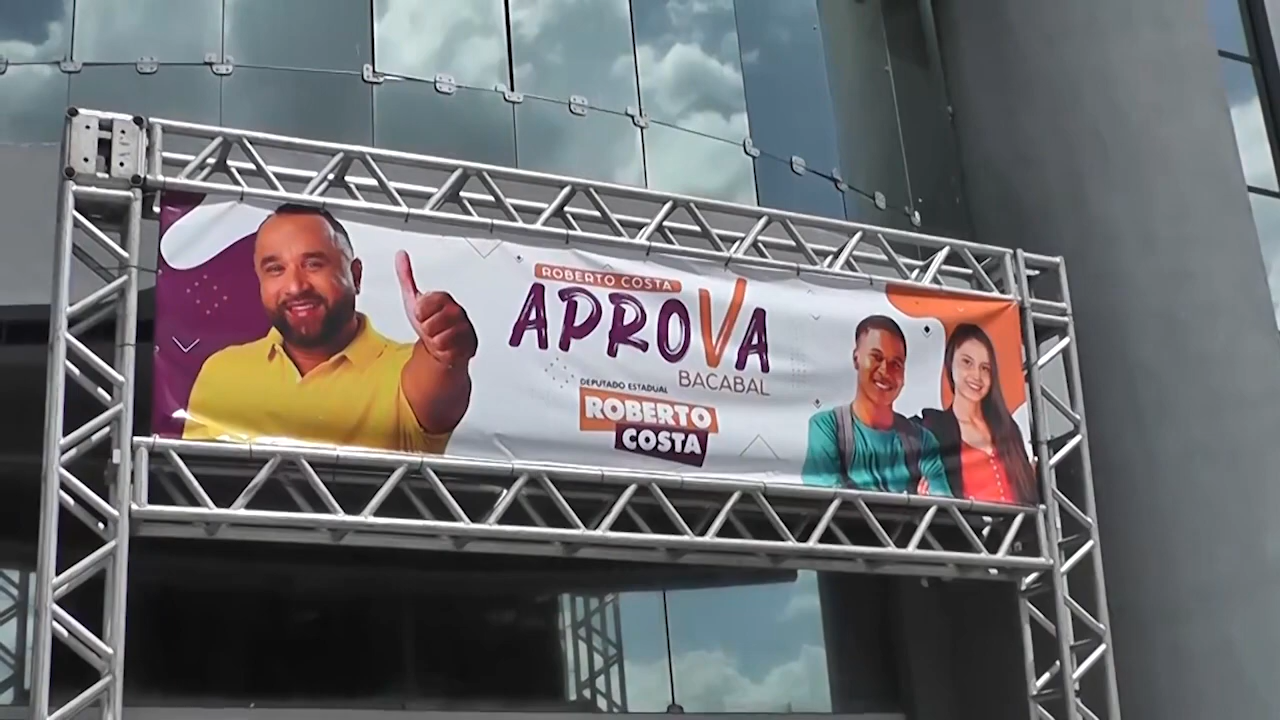 ROBERTO COSTA
APROVA
BACABAL
DEPUTADO ESTADUAL
ROBERTO
COSTA